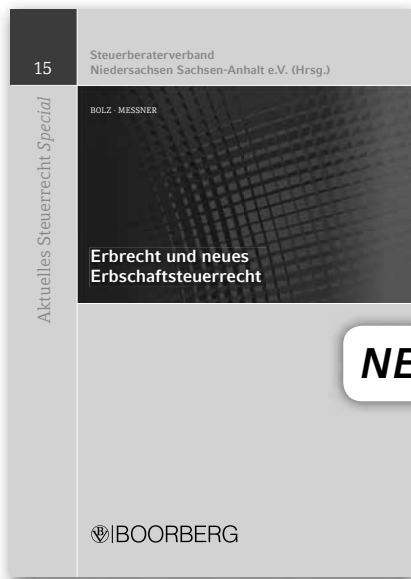 15
Steuerberaterverband
Niedersachsen Sachsen-Anhalt e.V. (Hrsg.)
Aktuelles Steuerrecht Special
BOLZ · MESSNER
Erbrecht und neues
Erbschaftsteuerrecht
NE
BOORBERG